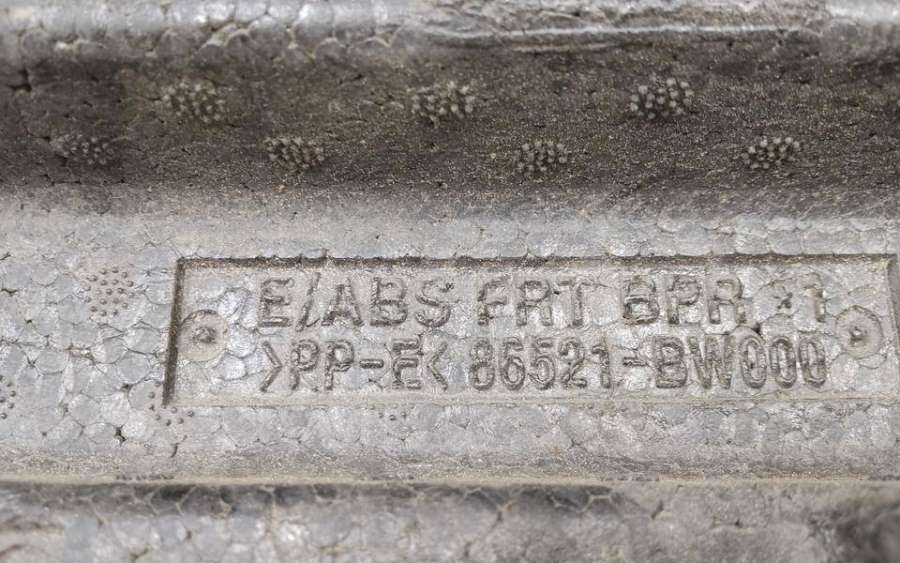 E/ABS FRT BPR #1
>PP-E< 86521-BW000